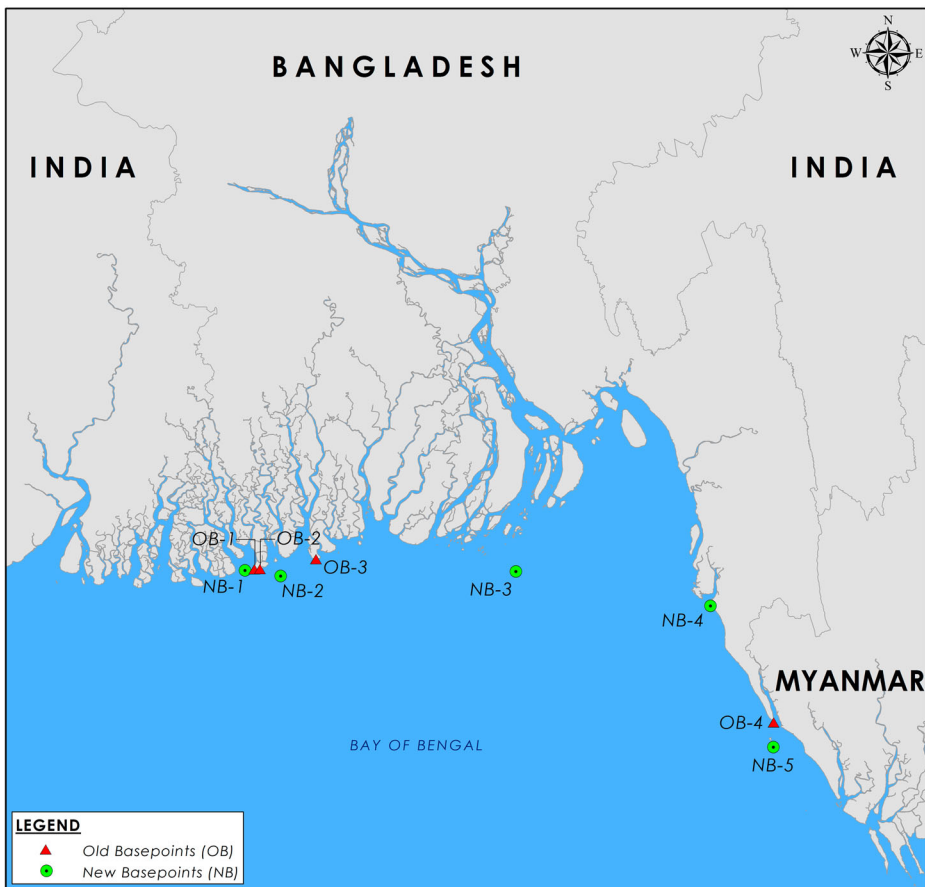 N
W E
S
BANGLADESH
INDIA
INDIA
OB-1 OB-2
OB-3
NB-1
NB-2
NB-3
NB-4
MYANMAR
OB-4
BAY OF BENGAL
NB-5
LEGEND
Old Basepoints (OB)
New Basepoints (NB)